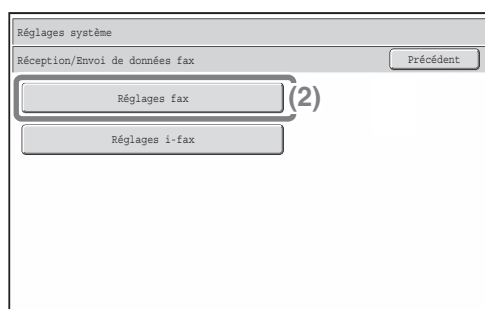 Réglages système
Réception/Envoi de données fax Précédent
Réglages fax (2)
Réglages i-fax